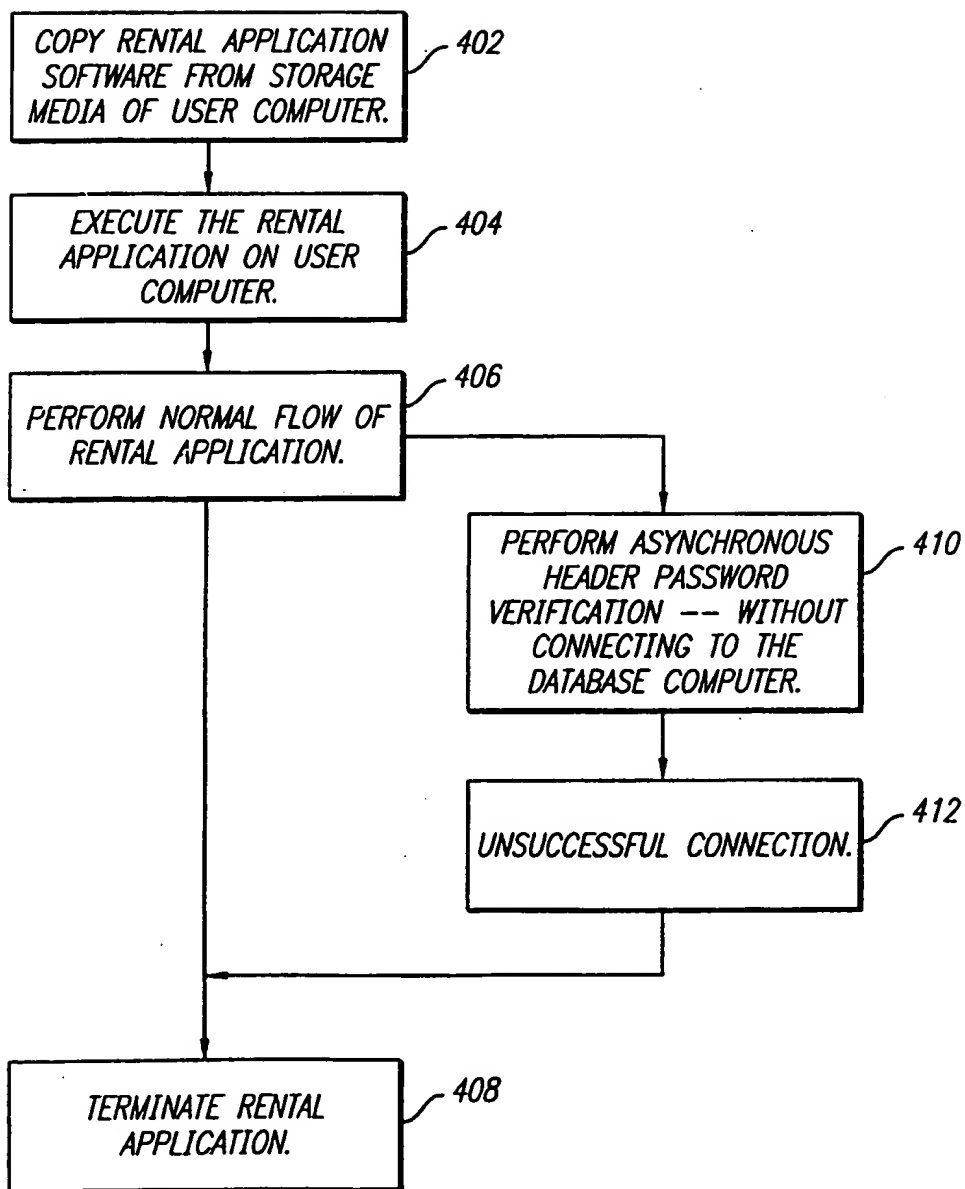 COPY RENTAL APPLICATION
SOFTWARE FROM STORAGE
MEDIA OF USER COMPUTER.
402
EXECUTE THE RENTAL
APPLICATION ON USER
COMPUTER.
404
PERFORM NORMAL FLOW OF
RENTAL APPLICATION.
406
PERFORM ASYNCHRONOUS
HEADER PASSWORD
VERIFICATION -- WITHOUT
CONNECTING TO THE
DATABASE COMPUTER.
410
UNSUCCESSFUL CONNECTION.
412
TERMINATE RENTAL
APPLICATION.
408